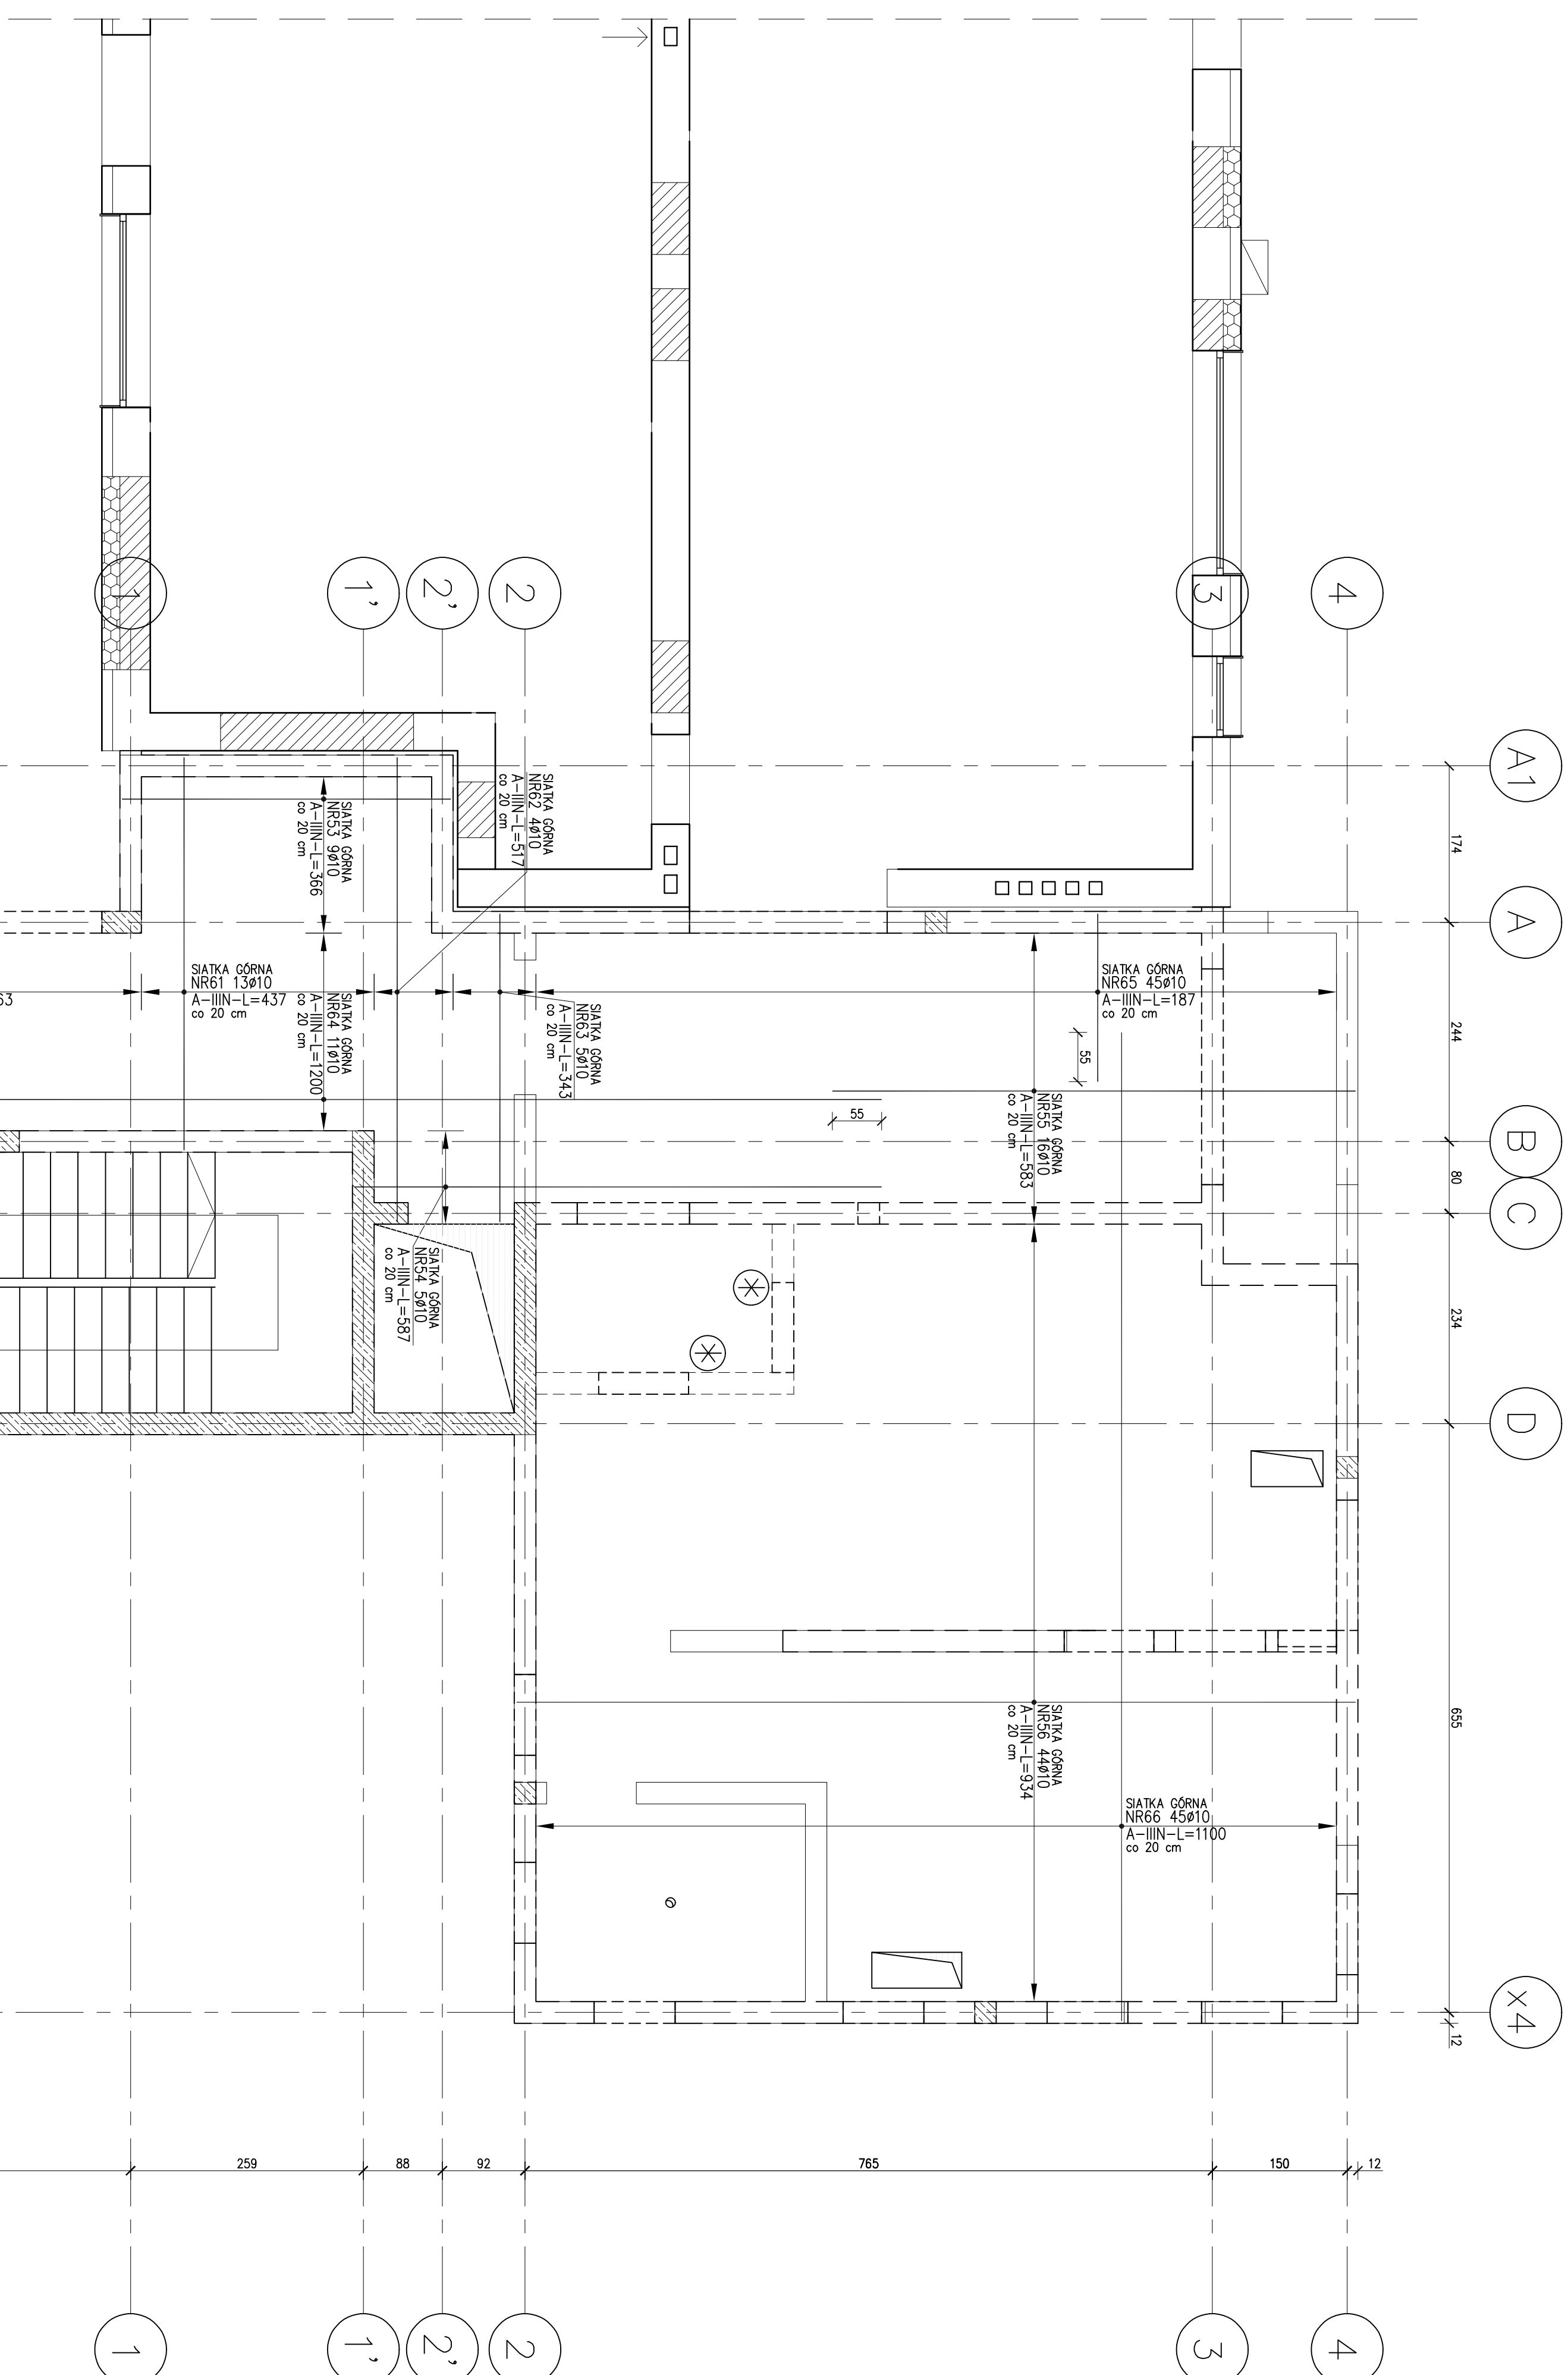 1
1'
2'
2
3
4
A1
174
A
244
B
80
C
234
D
655
X4
12
SIATKA GÓRNA
NR62 4ø10
A-IIIN-L=517
co 20 cm
SIATKA GÓRNA
NR53 9ø10
A-IIIN-L=366
co 20 cm
SIATKA GÓRNA
NR61 13ø10
A-IIIN-L=437
co 20 cm
63
SIATKA GÓRNA
NR64 11ø10
A-IIIN-L=1200
co 20 cm
SIATKA GÓRNA
NR63 5ø10
A-IIIN-L=343
co 20 cm
SIATKA GÓRNA
NR65 45ø10
A-IIIN-L=187
co 20 cm
55
55
SIATKA GÓRNA
NR55 16ø10
A-IIIN-L=583
co 20 cm
SIATKA GÓRNA
NR54 5ø10
A-IIIN-L=587
co 20 cm
SIATKA GÓRNA
NR56 44ø10
A-IIIN-L=934
co 20 cm
SIATKA GÓRNA
NR66 45ø10
A-IIIN-L=1100
co 20 cm
259
88
92
765
150
12
1
1'
2'
2
3
4